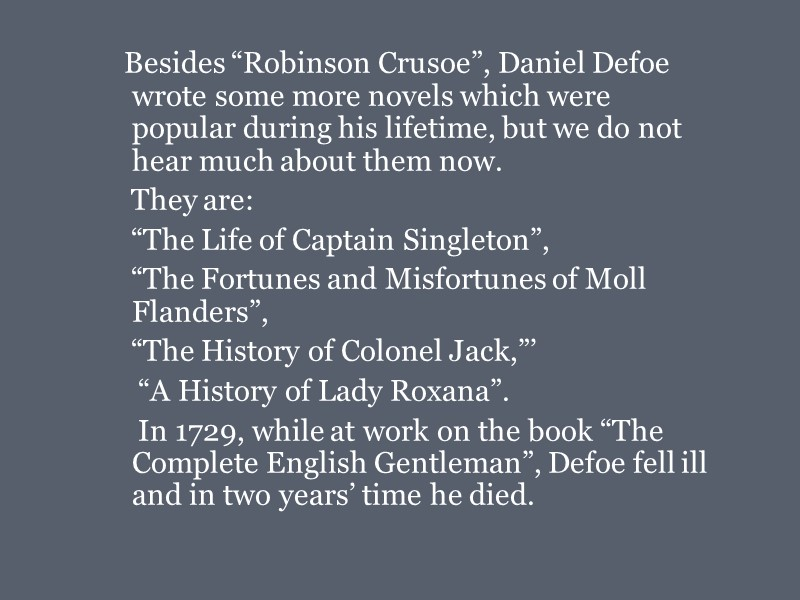 Besides “Robinson Crusoe”, Daniel Defoe
wrote some more novels which were
popular during his lifetime, but we do not
hear much about them now.
They are:
“The Life of Captain Singleton”,
“The Fortunes and Misfortunes of Moll
Flanders”,
“The History of Colonel Jack,”’
“A History of Lady Roxana”.
In 1729, while at work on the book “The
Complete English Gentleman”, Defoe fell ill
and in two years’ time he died.